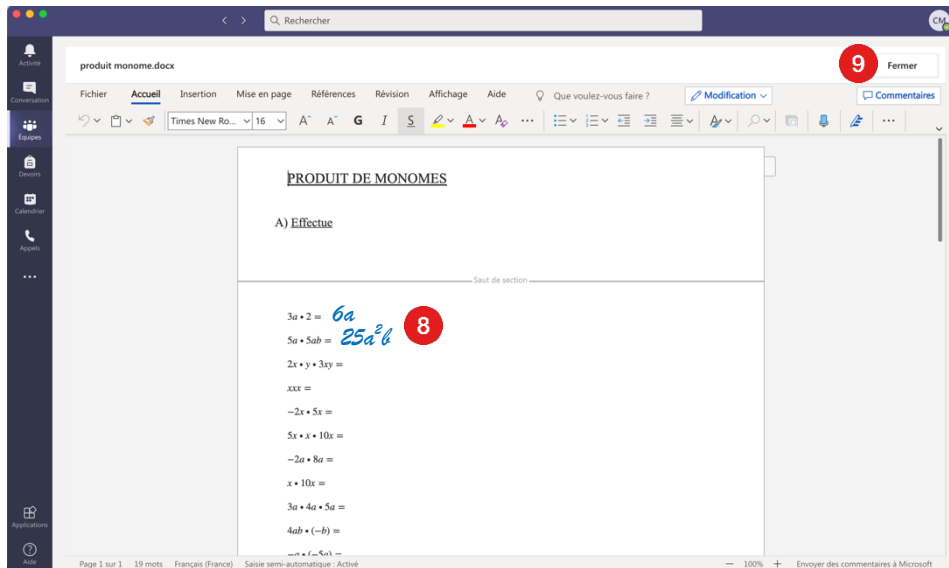 Rechercher
CM
Activité
produit monome.docx
9
Fermer
Conversation
Fichier Accueil Insertion Mise en page Références Révision Affichage Aide Que voulez-vous faire ? Modification Commentaires
Times New Ro... 16 A A G I S A A ...
Équipes
Devoirs
Calendrier
Appels
...
PRODUIT DE MONOMES
A) Effectue
Saut de section
3a • 2 = 6a
5a • 5ab = 25a²b
8
2x • y • 3xy =
xxx =
−2x • 5x =
5x • x • 10x =
−2a • 8a =
x • 10x =
3a • 4a • 5a =
4ab • (−b) =
−a • (−5a) =
Applications
Aide
Page 1 sur 1 19 mots Français (France) Saisie semi-automatique : Activé − 100% + Envoyer des commentaires à Microsoft